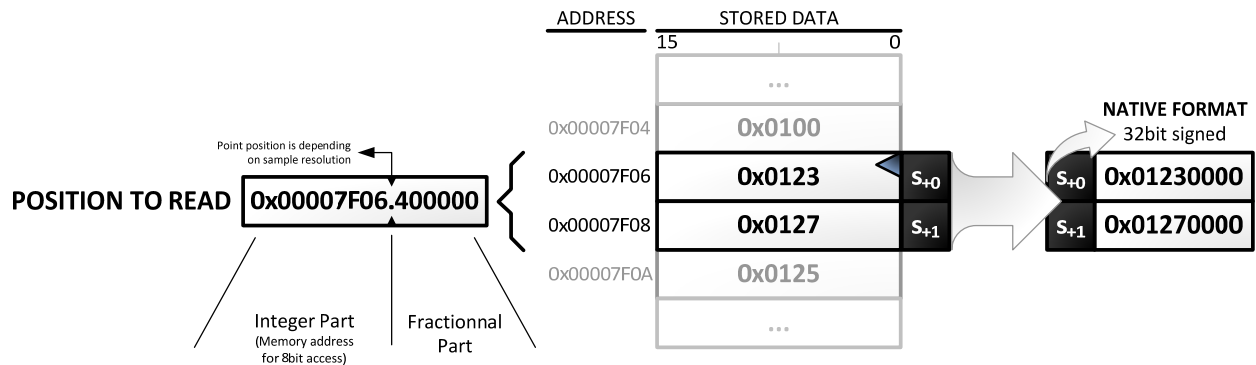 ADDRESS STORED DATA
15 0
...
0x00007F04 0x0100
NATIVE FORMAT
32bit signed
Point position is depending
on sample resolution
0x00007F06 0x0123 S+0 S+0 0x01230000
POSITION TO READ 0x00007F06.400000
0x00007F08 0x0127 S+1 S+1 0x01270000
0x00007F0A 0x0125
Integer Part
(Memory address
for 8bit access)
Fractionnal
Part
...